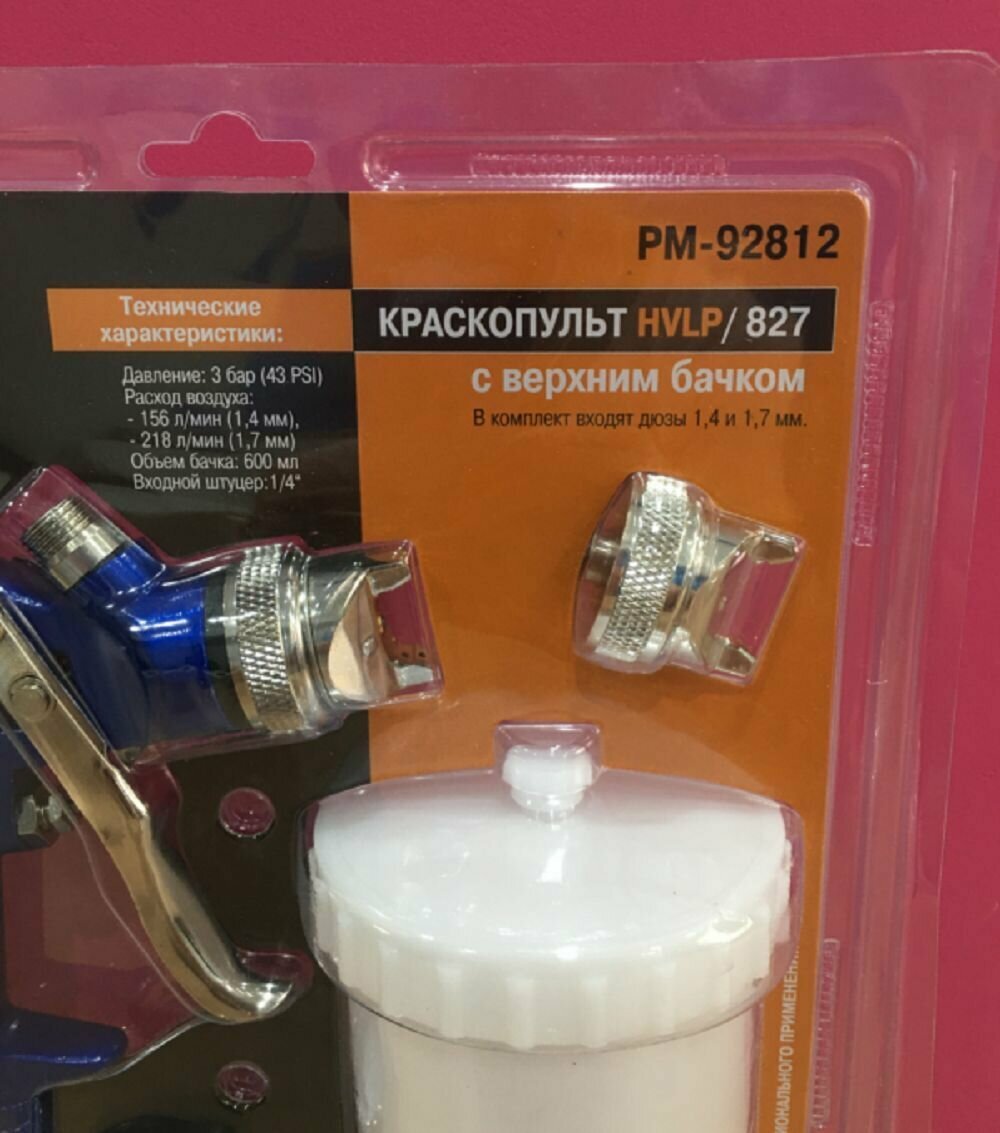 РМ-92812
Технические
характеристики:
КРАСКОПУЛЬТ HVLP/ 827
с верхним бачком
В комплект входят дюзы 1,4 и 1,7 мм.
Давление: 3 бар (43 PSI)
Расход воздуха:
- 156 л/мин (1,4 мм),
- 218 л/мин (1,7 мм)
Объем бачка: 600 мл
Входной штуцер:1/4"